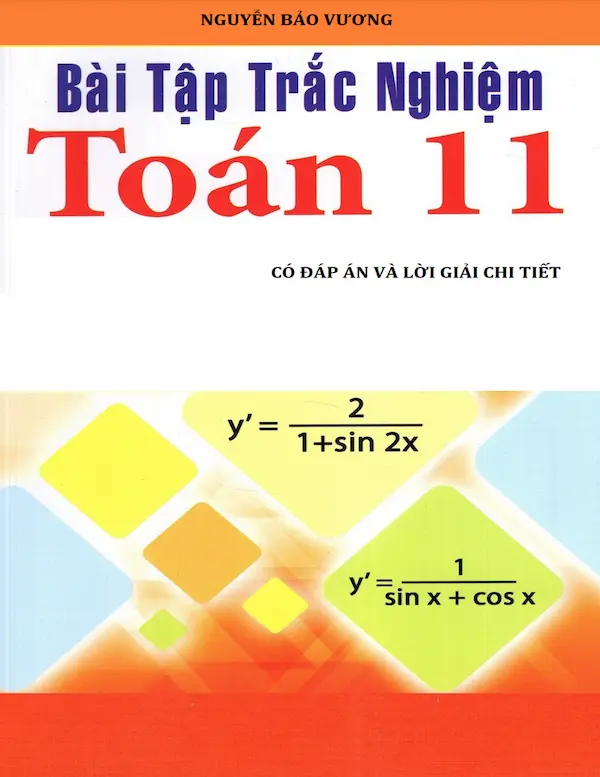 NGUYỄN BẢO VƯƠNG
Bài Tập Trắc Nghiệm
Toán 11
CÓ ĐÁP ÁN VÀ LỜI GIẢI CHI TIẾT
y’ = 2 / 1+sin 2x
y’ = 1 / sin x + cos x